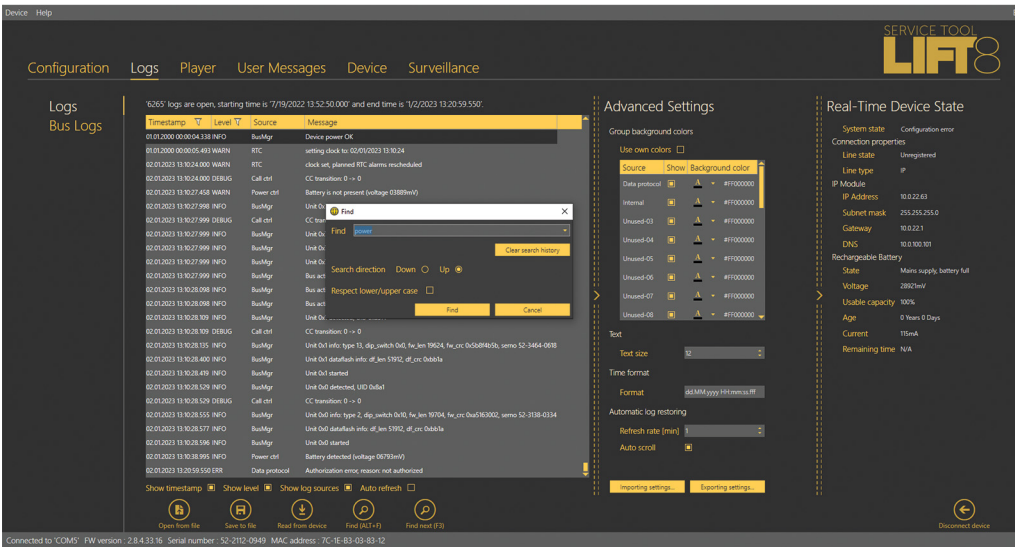 Device Help
SERVICE TOOL
LIFT8
Configuration Logs Player User Messages Device Surveillance
Logs
Bus Logs
'6265' logs are open, starting time is '7/19/2022 13:52:50.000' and end time is '1/2/2023 13:20:59.550'.
Timestamp Level Source Message
01.01.2000 00:00:04.338 INFO BusMgr Device power OK
01.01.2000 00:00:05.493 WARN RTC setting clock to: 02/01/2023 13:10:24
02.01.2023 13:10:24.000 WARN RTC clock set, planned RTC alarms rescheduled
02.01.2023 13:10:24.000 DEBUG Call ctrl CC transition: 0 -> 0
02.01.2023 13:10:27.458 WARN Power ctrl Battery is not present (voltage 03889mV)
02.01.2023 13:10:27.998 INFO BusMgr Unit 0x
02.01.2023 13:10:27.999 DEBUG Call ctrl CC tran
02.01.2023 13:10:27.999 INFO BusMgr Unit 0x
02.01.2023 13:10:27.999 INFO BusMgr Unit 0x
02.01.2023 13:10:27.999 INFO BusMgr Bus act
02.01.2023 13:10:28.098 INFO BusMgr Bus act
02.01.2023 13:10:28.098 INFO BusMgr Bus act
02.01.2023 13:10:28.109 INFO BusMgr
02.01.2023 13:10:28.109 DEBUG Call ctrl CC transition: 0 -> 0
02.01.2023 13:10:28.135 INFO BusMgr Unit 0x1 info: type 13, dip_switch 0x0, fw_len 19624, fw_crc 0x5b8f4b5b, serno 52-3464-0618
02.01.2023 13:10:28.400 INFO BusMgr Unit 0x1 dataflash info: df_len 51912, df_crc 0xbb1a
02.01.2023 13:10:28.419 INFO BusMgr Unit 0x1 started
02.01.2023 13:10:28.529 INFO BusMgr Unit 0x0 detected, UID 0x8a1
02.01.2023 13:10:28.529 DEBUG Call ctrl CC transition: 0 -> 0
02.01.2023 13:10:28.555 INFO BusMgr Unit 0x0 info: type 2, dip_switch 0x10, fw_len 19704, fw_crc 0xa5163002, serno 52-3138-0334
02.01.2023 13:10:28.577 INFO BusMgr Unit 0x0 dataflash info: df_len 51912, df_crc 0xbb1a
02.01.2023 13:10:28.596 INFO BusMgr Unit 0x0 started
02.01.2023 13:10:38.995 INFO Power ctrl Battery detected (voltage 06793mV)
02.01.2023 13:20:59.550 ERR Data protocol Authorization error, reason: not authorized
Find
Find power
Clear search history
Search direction Down Up
Respect lower/upper case
Find Cancel
Show timestamp Show level Show log sources Auto refresh
Open from file Save to file Read from device Find (ALT+F) Find next (F3)
Advanced Settings
Group background colors
Use own colors
Source Show Background color
Data protocol A #FF000000
Internal A #FF000000
Unused-03 A #FF000000
Unused-04 A #FF000000
Unused-05 A #FF000000
Unused-06 A #FF000000
Unused-07 A #FF000000
Unused-08 A #FF000000
Text
Text size 12
Time format
Format dd.MM.yyyy HH:mm:ss.fff
Automatic log restoring
Refresh rate [min] 1
Auto scroll
Importing settings... Exporting settings...
Real-Time Device State
System state Configuration error
Connection properties
Line state Unregistered
Line type IP
IP Module
IP Address 10.0.22.63
Subnet mask 255.255.255.0
Gateway 10.0.22.1
DNS 10.0.100.101
Rechargeable Battery
State Mains supply, battery full
Voltage 28921mV
Usable capacity 100%
Age 0 Years 0 Days
Current 115mA
Remaining time N/A
Disconnect device
Connected to 'COM5' FW version : 2.8.4.33.16 Serial number : 52-2112-0949 MAC address : 7C-1E-B3-03-83-12